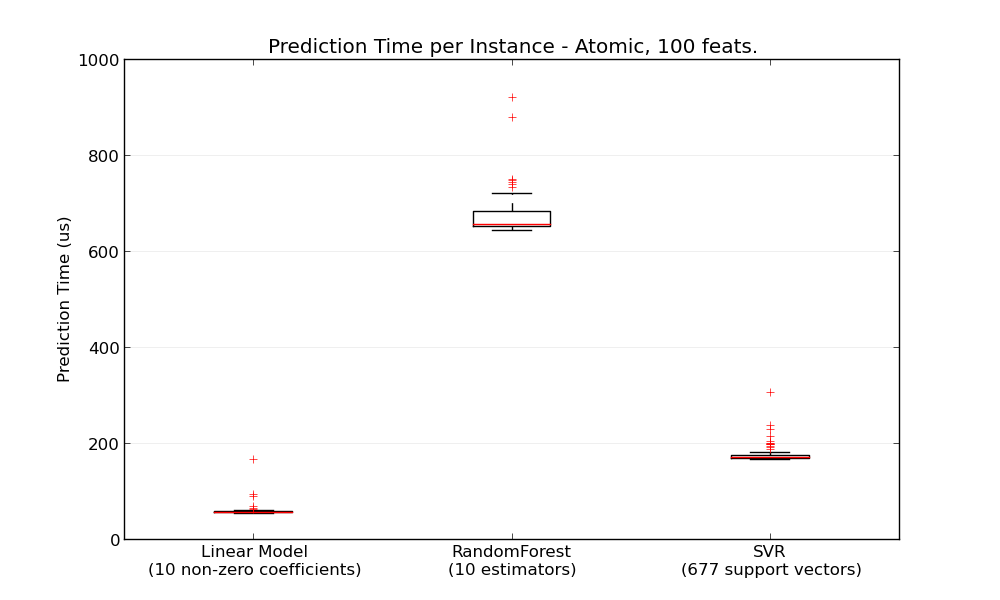 Prediction Time per Instance - Atomic, 100 feats.
1000
800
600
400
200
0
Prediction Time (us)
Linear Model
(10 non-zero coefficients)
RandomForest
(10 estimators)
SVR
(677 support vectors)